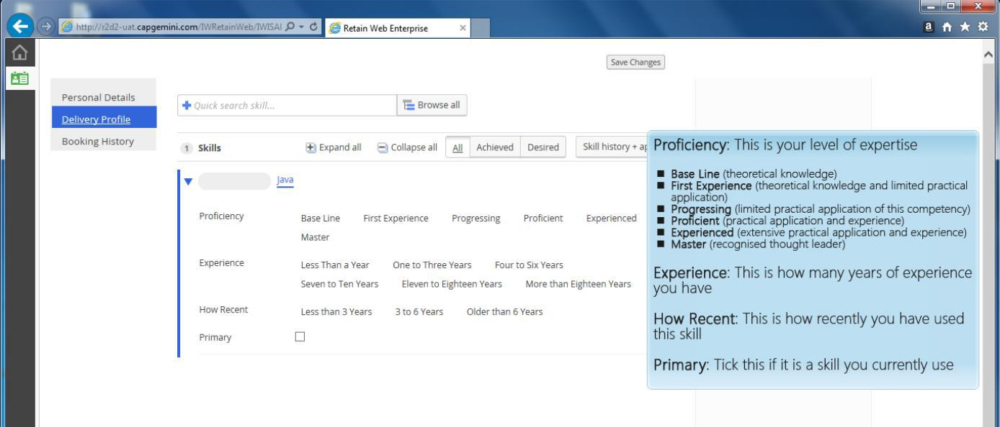 http://r2d2-uat.capgemini.com/IWRetainWeb/IWISAI
Retain Web Enterprise
Save Changes
Personal Details
Delivery Profile
Booking History
Quick search skill...
Browse all
1 Skills
Expand all
Collapse all
All
Achieved
Desired
Skill history + ap
Java
Proficiency
Base Line First Experience Progressing Proficient Experienced
Master
Experience
Less Than a Year One to Three Years Four to Six Years
Seven to Ten Years Eleven to Eighteen Years More than Eighteen Years
How Recent
Less than 3 Years 3 to 6 Years Older than 6 Years
Primary
Proficiency: This is your level of expertise
■ Base Line (theoretical knowledge)
■ First Experience (theoretical knowledge and limited practical
application)
■ Progressing (limited practical application of this competency)
■ Proficient (practical application and experience)
■ Experienced (extensive practical application and experience)
■ Master (recognised thought leader)
Experience: This is how many years of experience
you have
How Recent: This is how recently you have used
this skill
Primary: Tick this if it is a skill you currently use